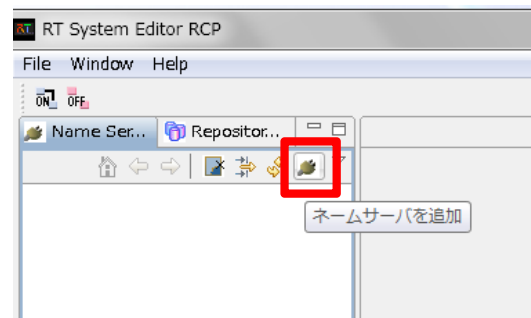 RT System Editor RCP
File Window Help
ON OFF
Name Ser... Repositor...
ネームサーバを追加